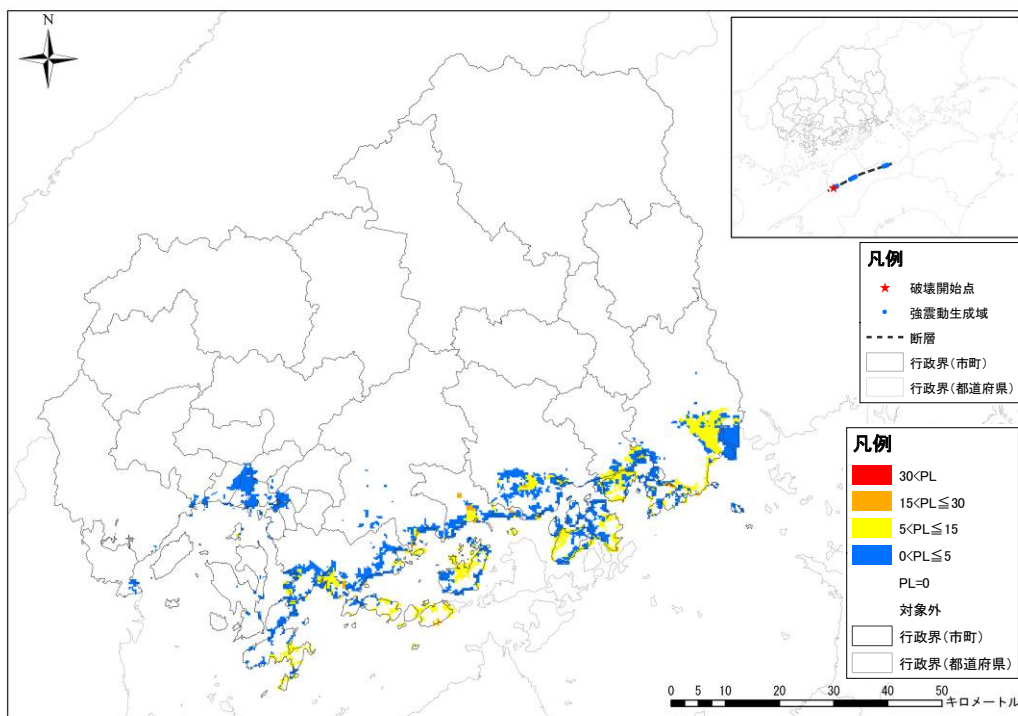 N
凡例
破壊開始点
強震動生成域
断層
行政界(市町)
行政界(都道府県)
凡例
30<PL
15<PL≦30
5<PL≦15
0<PL≦5
PL=0
対象外
行政界(市町)
行政界(都道府県)
0 5 10 20 30 40 50
キロメートル